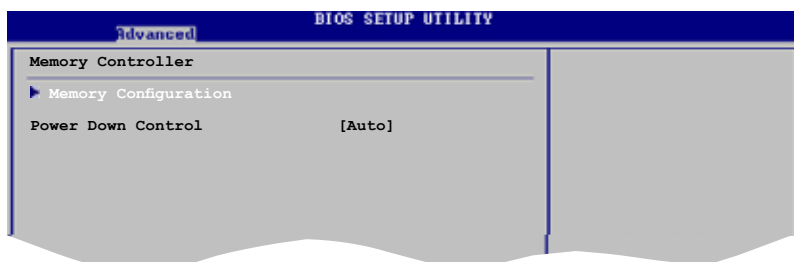 BIOS SETUP UTILITY
Advanced
Memory Controller
Memory Configuration
Power Down Control [Auto]